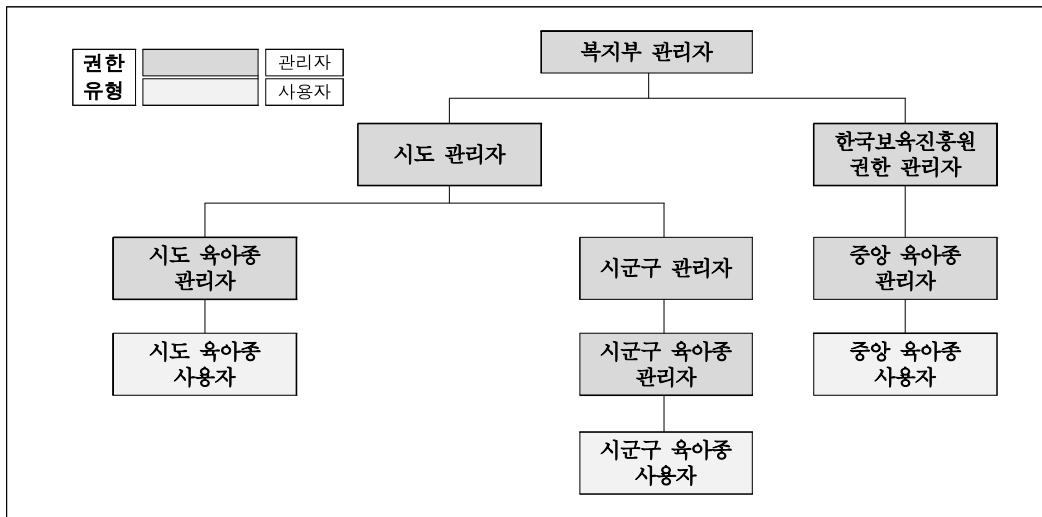 복지부 관리자
권한
유형
관리자
사용자
시도 관리자
한국보육진흥원
권한 관리자
시도 육아종
관리자
시군구 관리자
중앙 육아종
관리자
시도 육아종
사용자
시군구 육아종
관리자
중앙 육아종
사용자
시군구 육아종
사용자